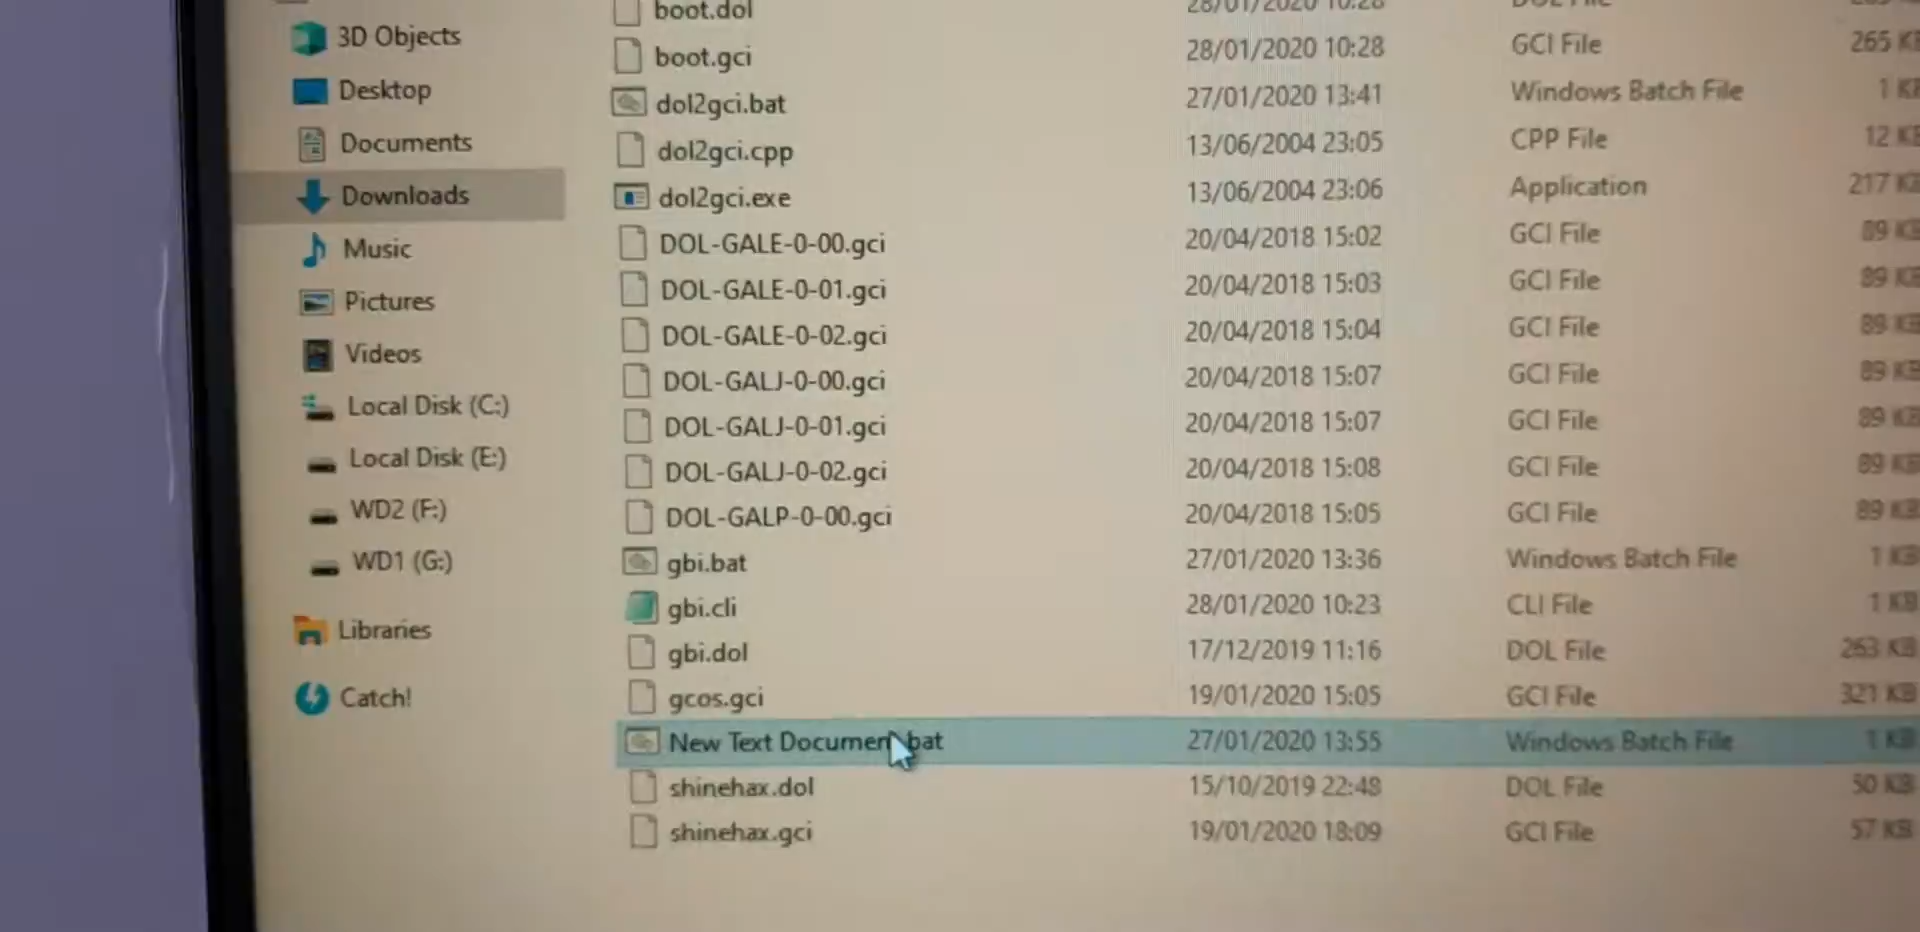 boot.dol 28/01/2020 10:28 DOL File
3D Objects
boot.gci 28/01/2020 10:28 GCI File 265 KB
Desktop
dol2gci.bat 27/01/2020 13:41 Windows Batch File 1 KB
Documents
dol2gci.cpp 13/06/2004 23:05 CPP File 12 KB
Downloads
dol2gci.exe 13/06/2004 23:06 Application 217 KB
Music
DOL-GALE-0-00.gci 20/04/2018 15:02 GCI File 89 KB
DOL-GALE-0-01.gci 20/04/2018 15:03 GCI File 89 KB
Pictures
DOL-GALE-0-02.gci 20/04/2018 15:04 GCI File 89 KB
Videos
DOL-GALJ-0-00.gci 20/04/2018 15:07 GCI File 89 KB
Local Disk (C:)
DOL-GALJ-0-01.gci 20/04/2018 15:07 GCI File 89 KB
Local Disk (E:)
DOL-GALJ-0-02.gci 20/04/2018 15:08 GCI File 89 KB
WD2 (F:)
DOL-GALP-0-00.gci 20/04/2018 15:05 GCI File 89 KB
WD1 (G:)
gbi.bat 27/01/2020 13:36 Windows Batch File 1 KB
gbi.cli 28/01/2020 10:23 CLI File 1 KB
Libraries
gbi.dol 17/12/2019 11:16 DOL File 263 KB
Catch!
gcos.gci 19/01/2020 15:05 GCI File 321 KB
New Text Document.bat 27/01/2020 13:55 Windows Batch File 1 KB
shinehax.dol 15/10/2019 22:48 DOL File 50 KB
shinehax.gci 19/01/2020 18:09 GCI File 57 KB